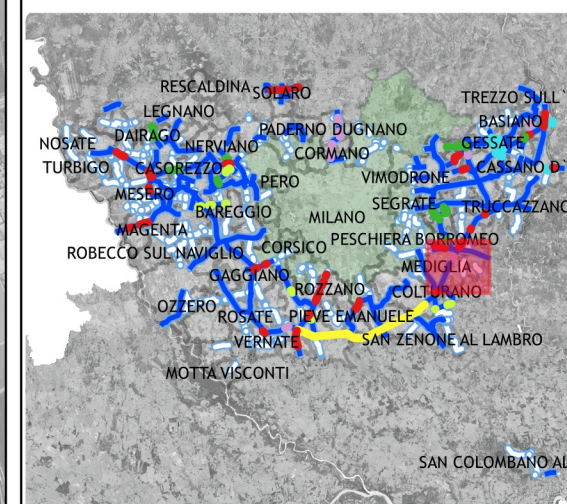 RESCALDINA
SOLARO
TREZZO SULL'
LEGNANO
BASIANO
DAIRAGO
PADERNO DUGNANO
NOSATE
NERVIANO
GESSATE
CORMANO
TURBIGO
CASOREZZO
CASSANO D'
VIMODRONE
PERO
MESERO
SEGRATE
TRUCCAZZANO
BAREGGIO
MILANO
MAGENTA
PESCHIERA BORROMEO
CORSICO
ROBECCO SUL NAVIGLIO
MEDIGLIA
GAGGIANO
ROZZANO
COLTURANO
OZZERO
ROSATE
PIEVE EMANUELE
VERNATE
SAN ZENONE AL LAMBRO
MOTTA VISCONTI
SAN COLOMBANO AL